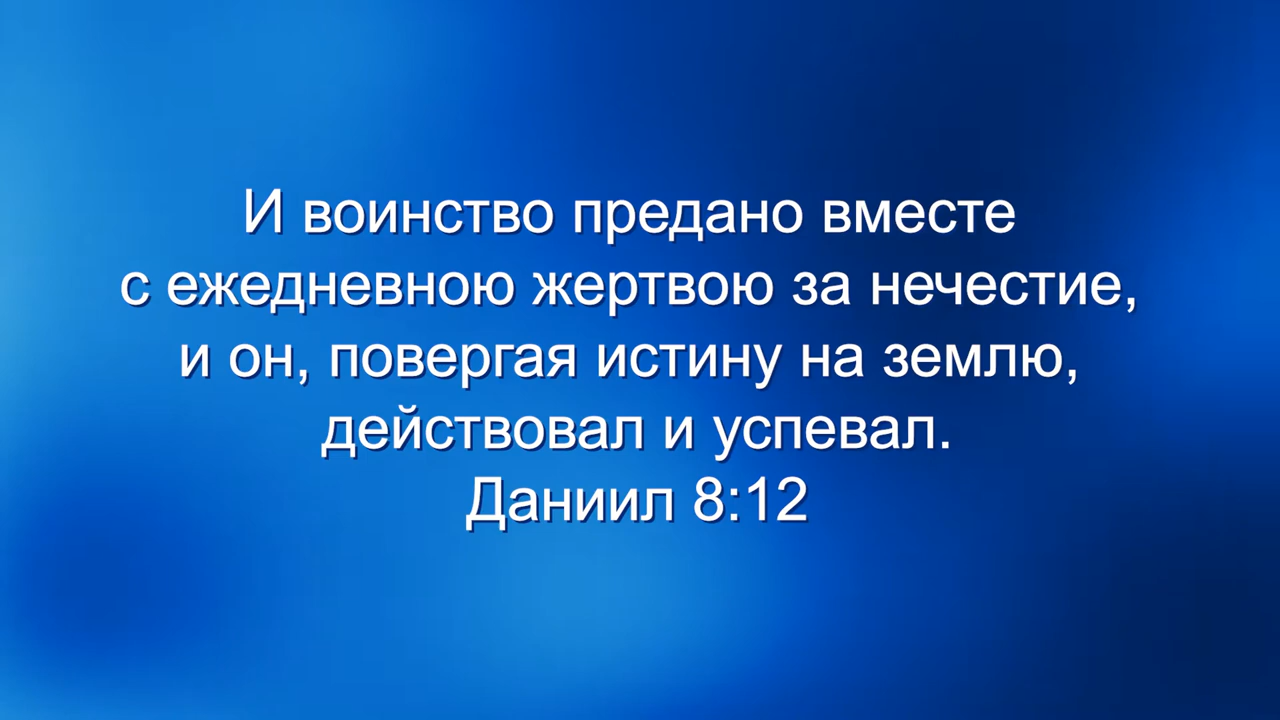 И воинство предано вместе
с ежедневною жертвою за нечестие,
и он, повергая истину на землю,
действовал и успевал.
Даниил 8:12